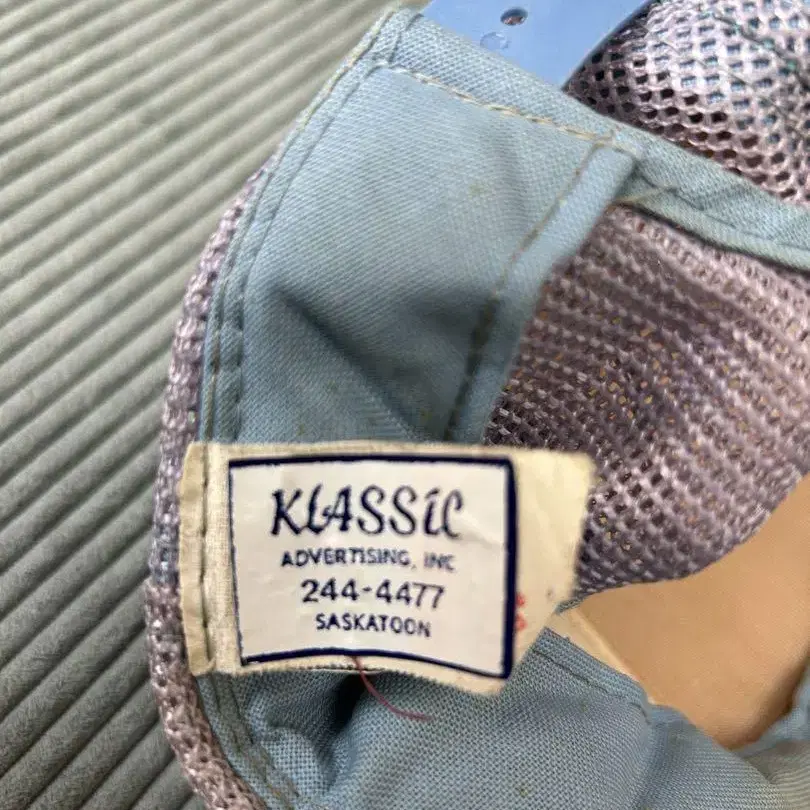 KLASSiC
ADVERTISING, INC
244-4477
SASKATOON